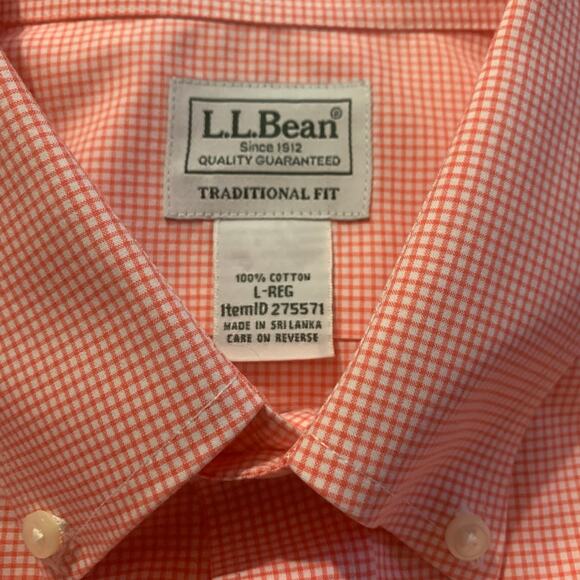 L.L.Bean®
Since 1912
QUALITY GUARANTEED
TRADITIONAL FIT
100% COTTON
L-REG
ItemID 275571
MADE IN SRI LANKA
CARE ON REVERSE